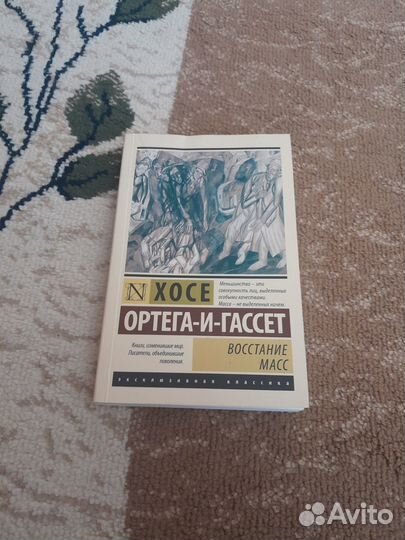 N ХОСЕ
Меньшинство – это
совокупность лиц, выделенных
особыми качествами.
Масса – не выделенных ничем.
ОРТЕГА-И-ГАССЕТ
Книги, изменившие мир.
Писатели, объединившие
поколения.
ВОССТАНИЕ
МАСС
ЭКСКЛЮЗИВНАЯ КЛАССИКА
Avito